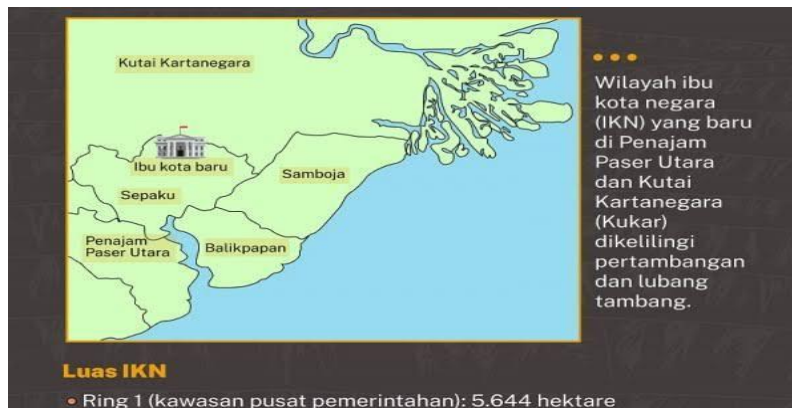 Kutai Kartanegara
Ibu kota baru
Samboja
Sepaku
Penajam
Paser Utara
Balikpapan
Wilayah ibu
kota negara
(IKN) yang baru
di Penajam
Paser Utara
dan Kutai
Kartanegara
(Kukar)
dikelilingi
pertambangan
dan lubang
tambang.
Luas IKN
• Ring 1 (kawasan pusat pemerintahan): 5.644 hektare